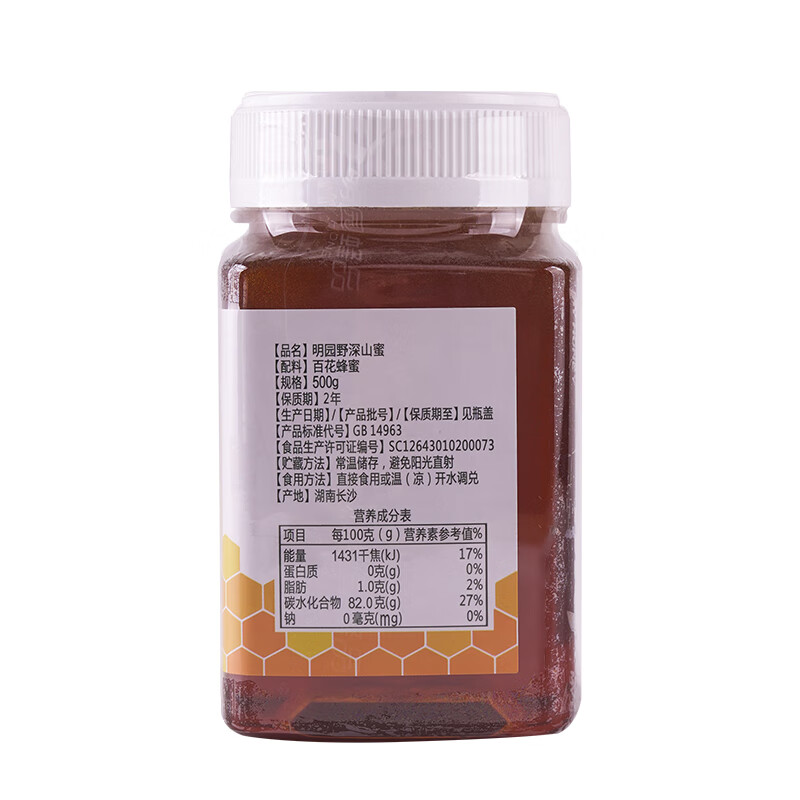 【品名】明园野深山蜜
【配料】百花蜂蜜
【规格】500g
【保质期】2年
【生产日期】/【产品批号】/【保质期至】见瓶盖
【产品标准代号】GB 14963
【食品生产许可证编号】SC12643010200073
【贮藏方法】常温储存，避免阳光直射
【食用方法】直接食用或温（凉）开水调兑
【产地】湖南长沙
营养成分表
项目 每100克(g) 营养素参考值%
能量 1431千焦(kJ) 17%
蛋白质 0克(g) 0%
脂肪 1.0克(g) 2%
碳水化合物 82.0克(g) 27%
钠 0毫克(mg) 0%